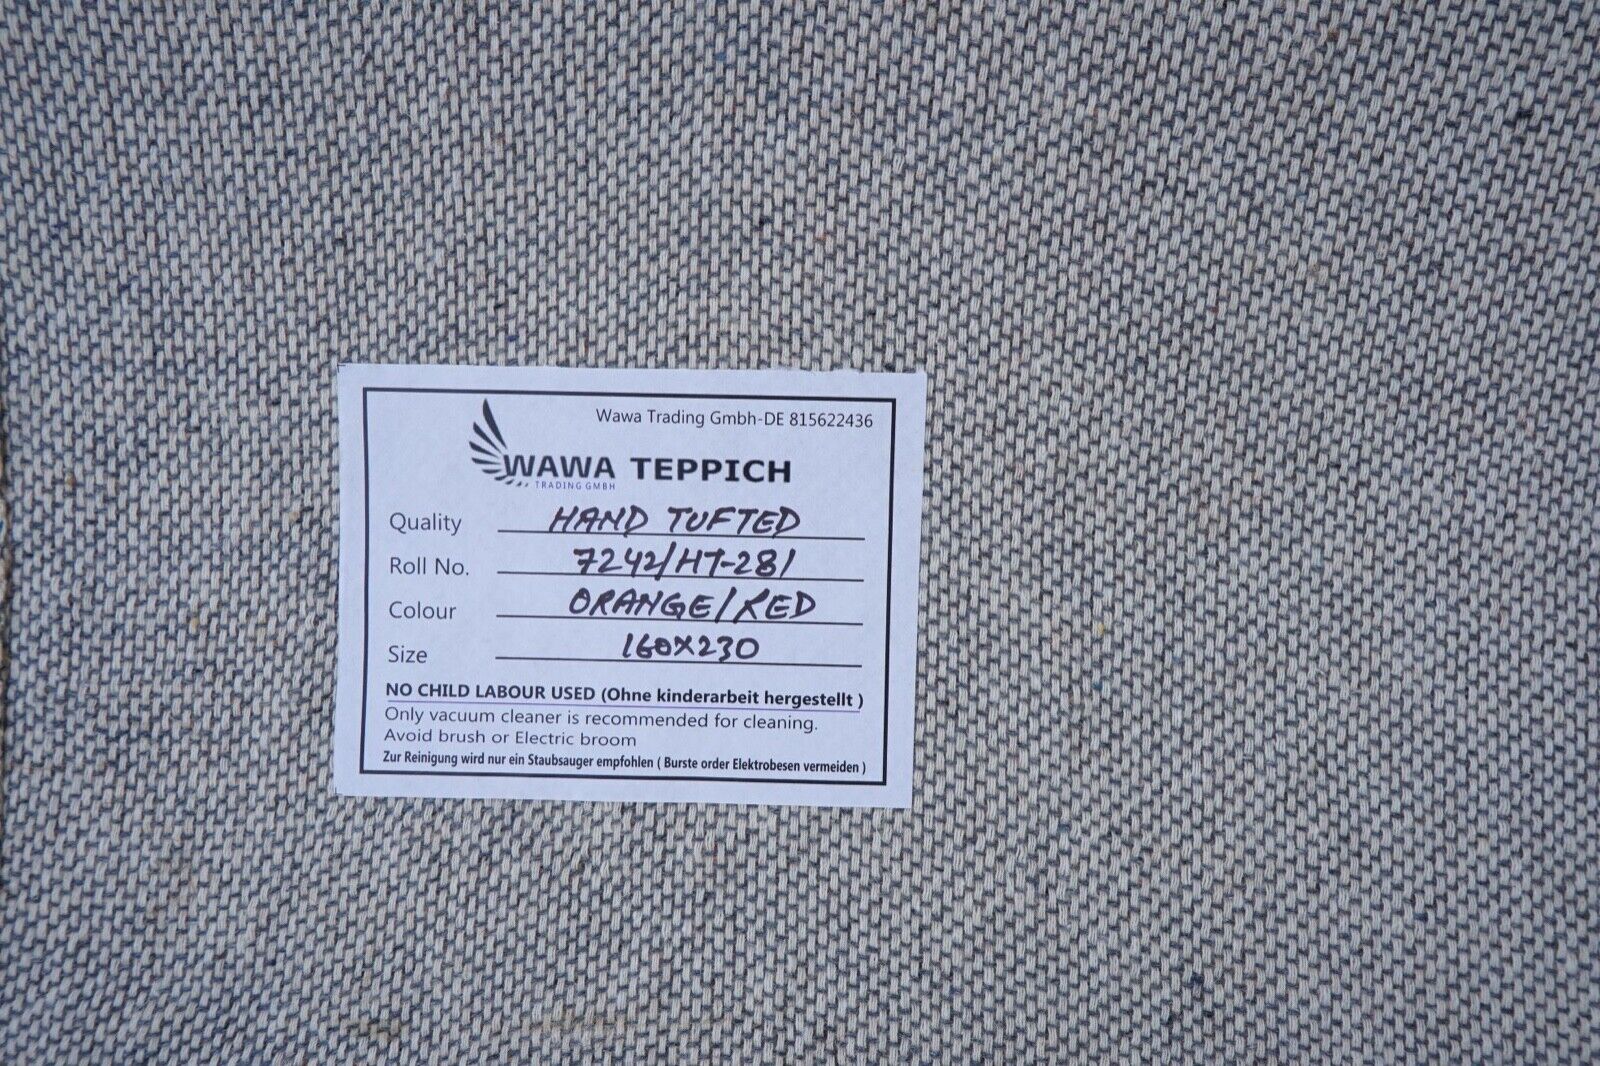 Wawa Trading Gmbh-DE 815622436
WAWA TEPPICH
TRADING GMBH
Quality HAND TUFTED
Roll No. 7242/HT-281
Colour ORANGE/RED
Size 160x230
NO CHILD LABOUR USED (Ohne kinderarbeit hergestellt )
Only vacuum cleaner is recommended for cleaning.
Avoid brush or Electric broom
Zur Reinigung wird nur ein Staubsauger empfohlen ( Burste order Elektrobesen vermeiden )